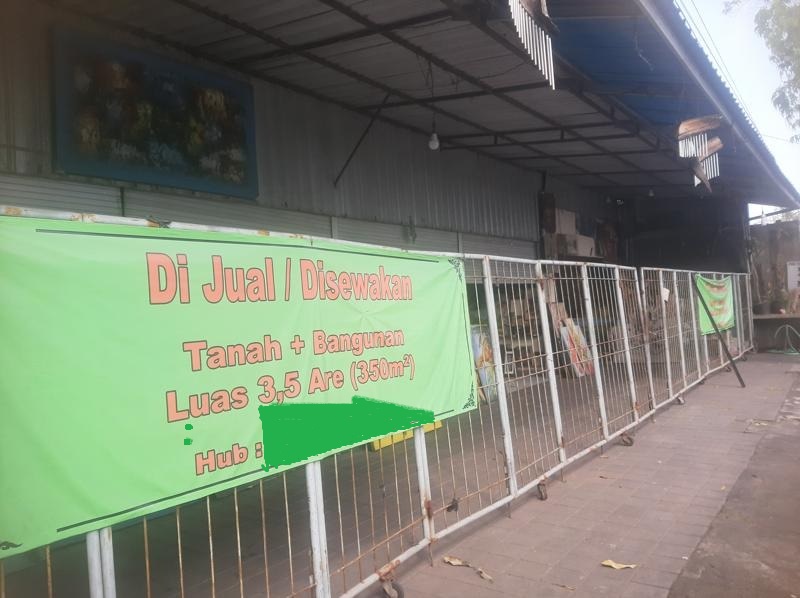 Di Jual / Disewakan
Tanah + Bangunan
Luas 3,5 Are (350m²)
Hub :